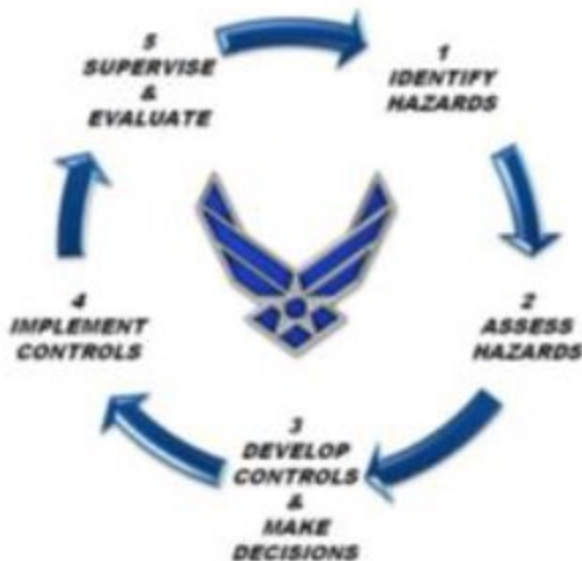 1
IDENTIFY
HAZARDS
2
ASSESS
HAZARDS
3
DEVELOP
CONTROLS
&
MAKE
DECISIONS
4
IMPLEMENT
CONTROLS
5
SUPERVISE
&
EVALUATE